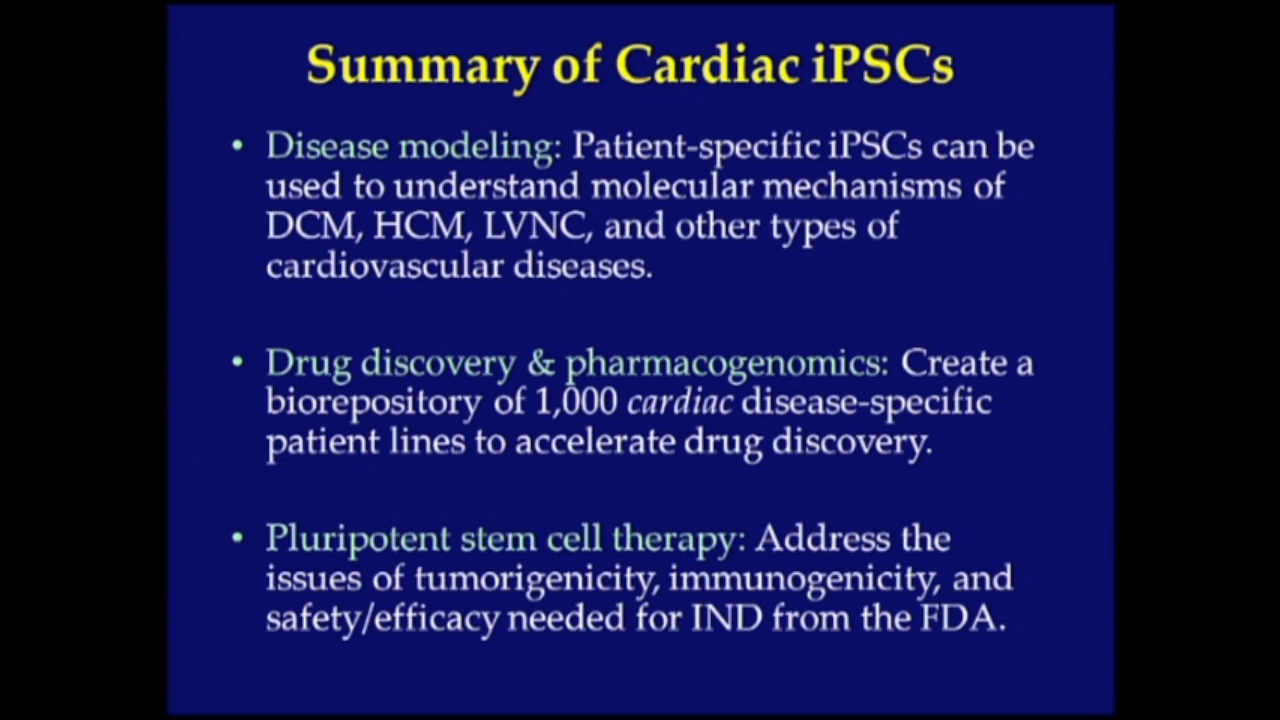 Summary of Cardiac iPSCs
• Disease modeling: Patient-specific iPSCs can be
used to understand molecular mechanisms of
DCM, HCM, LVNC, and other types of
cardiovascular diseases.
• Drug discovery & pharmacogenomics: Create a
biorepository of 1,000 cardiac disease-specific
patient lines to accelerate drug discovery.
• Pluripotent stem cell therapy: Address the
issues of tumorigenicity, immunogenicity, and
safety/efficacy needed for IND from the FDA.